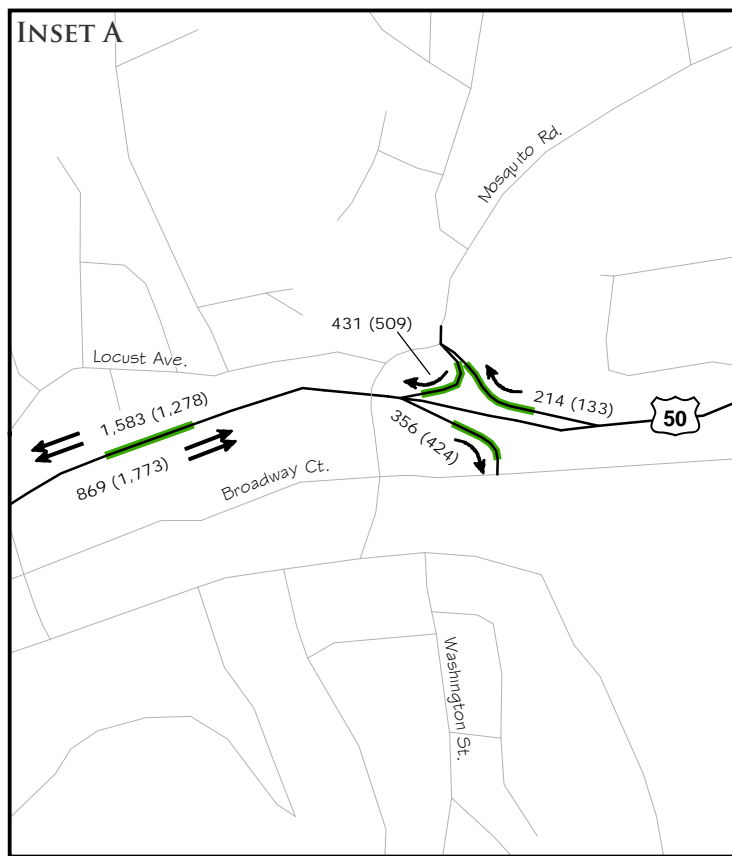 INSET A
Mosquito Rd.
431 (509)
Locust Ave.
214 (133)
1,583 (1,278)
50
356 (424)
869 (1,773)
Broadway Ct.
Washington St.